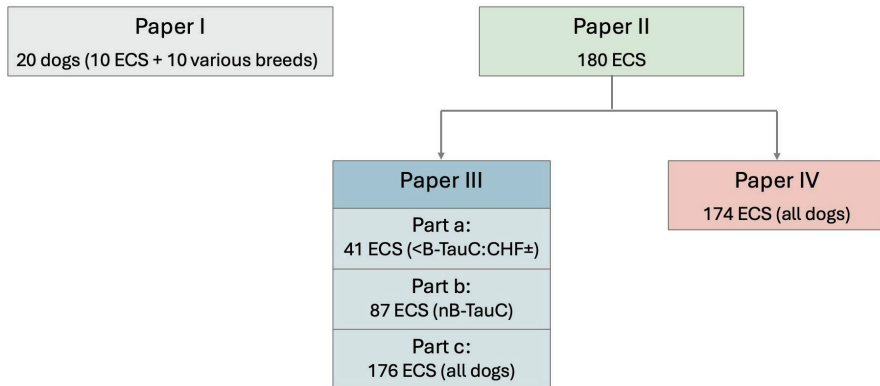 Paper I
20 dogs (10 ECS + 10 various breeds)
Paper II
180 ECS
Paper III
Part a:
41 ECS (<B-TauC:CHF±)
Part b:
87 ECS (nB-TauC)
Part c:
176 ECS (all dogs)
Paper IV
174 ECS (all dogs)